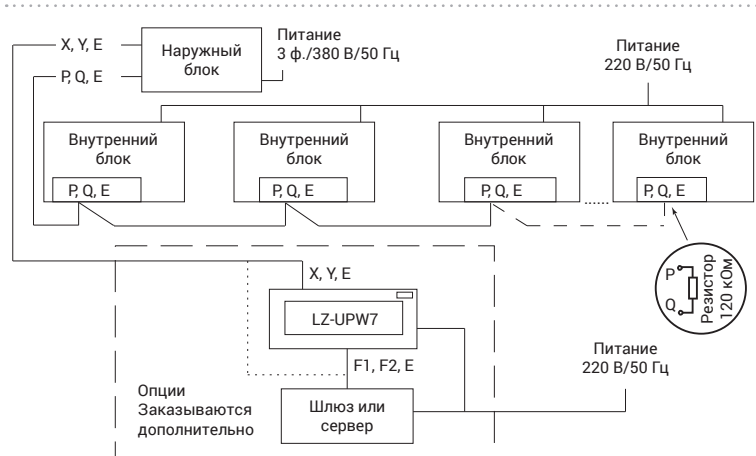 X, Y, E
P, Q, E
Наружный
блок
Питание
3 ф./380 В/50 Гц
Питание
220 В/50 Гц
Внутренний
блок
P, Q, E
Внутренний
блок
P, Q, E
Внутренний
блок
P, Q, E
Внутренний
блок
P, Q, E
P
Q
Резистор
120 кОм
X, Y, E
LZ-UPW7
F1, F2, E
Шлюз или
сервер
Опции
Заказываются
дополнительно
Питание
220 В/50 Гц